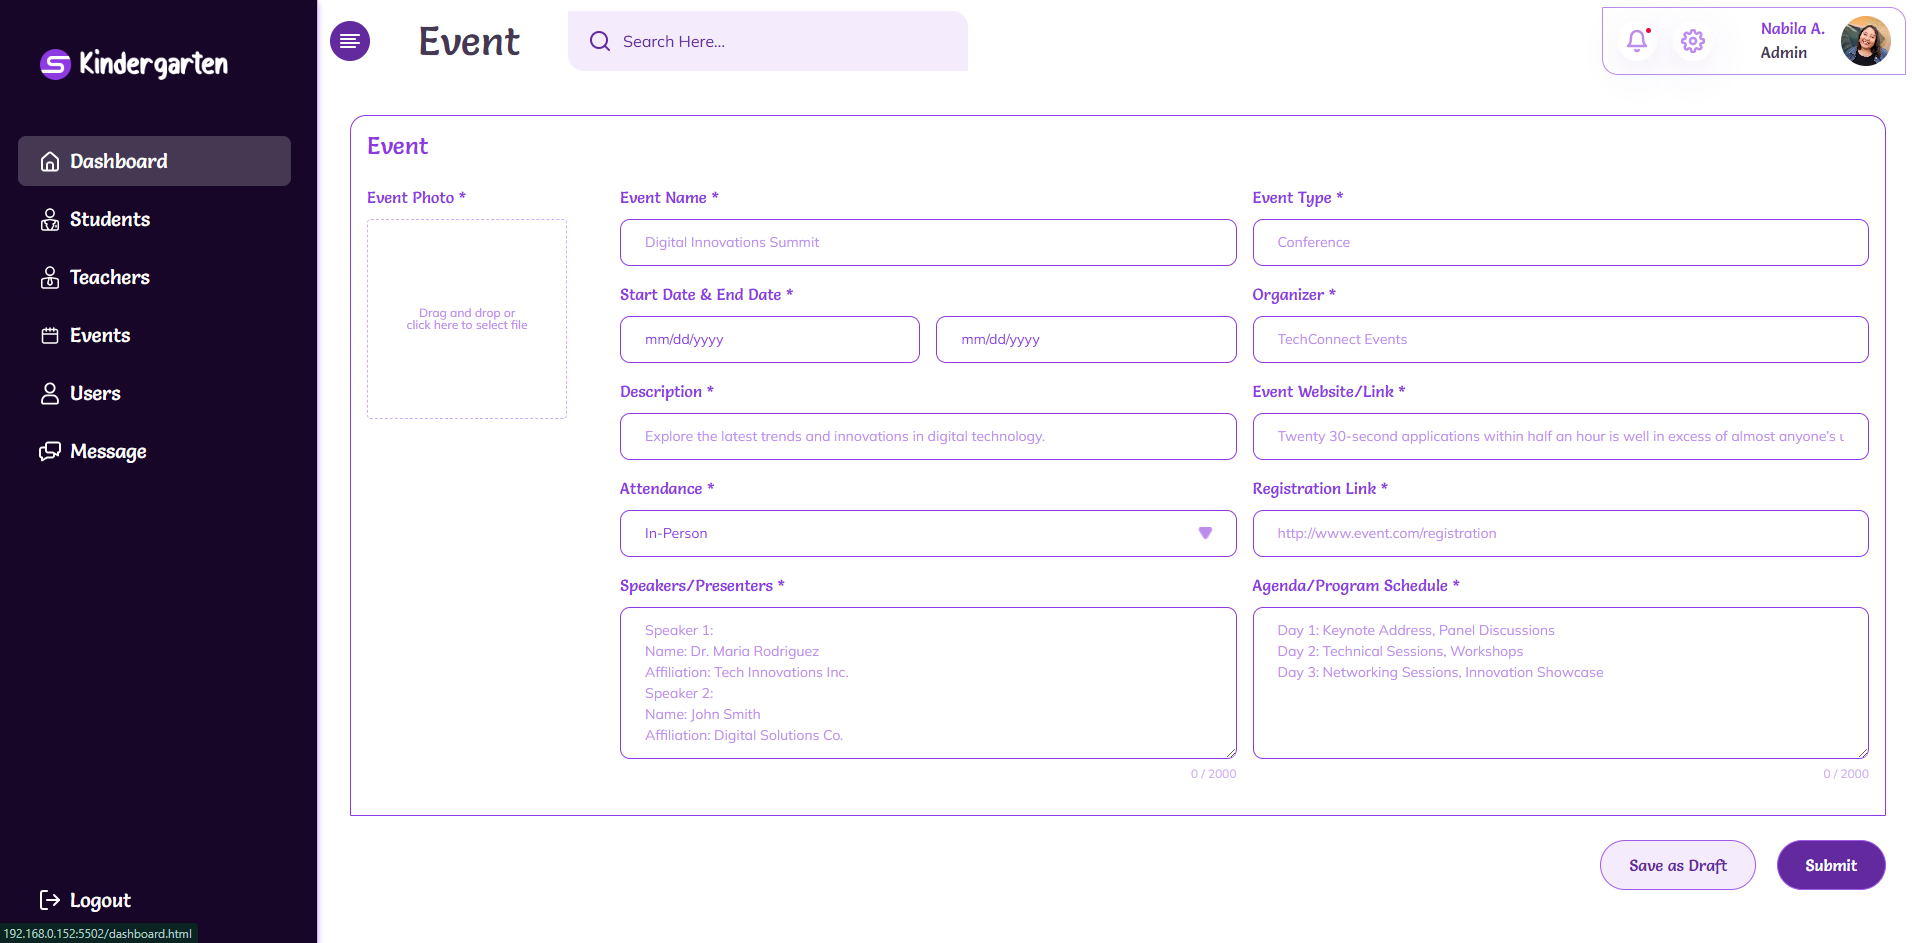 Kindergarten
Dashboard
Students
Teachers
Events
Users
Message
Logout
192.168.0.152:5502/dashboard.html
Event
Search Here...
Nabila A.
Admin
Event
Event Photo *
Drag and drop or
click here to select file
Event Name *
Digital Innovations Summit
Event Type *
Conference
Start Date & End Date *
mm/dd/yyyy
mm/dd/yyyy
Organizer *
TechConnect Events
Description *
Explore the latest trends and innovations in digital technology.
Event Website/Link *
Twenty 30-second applications within half an hour is well in excess of almost anyone's u
Attendance *
In-Person
Registration Link *
http://www.event.com/registration
Speakers/Presenters *
Speaker 1:
Name: Dr. Maria Rodriguez
Affiliation: Tech Innovations Inc.
Speaker 2:
Name: John Smith
Affiliation: Digital Solutions Co.
0 / 2000
Agenda/Program Schedule *
Day 1: Keynote Address, Panel Discussions
Day 2: Technical Sessions, Workshops
Day 3: Networking Sessions, Innovation Showcase
0 / 2000
Save as Draft
Submit